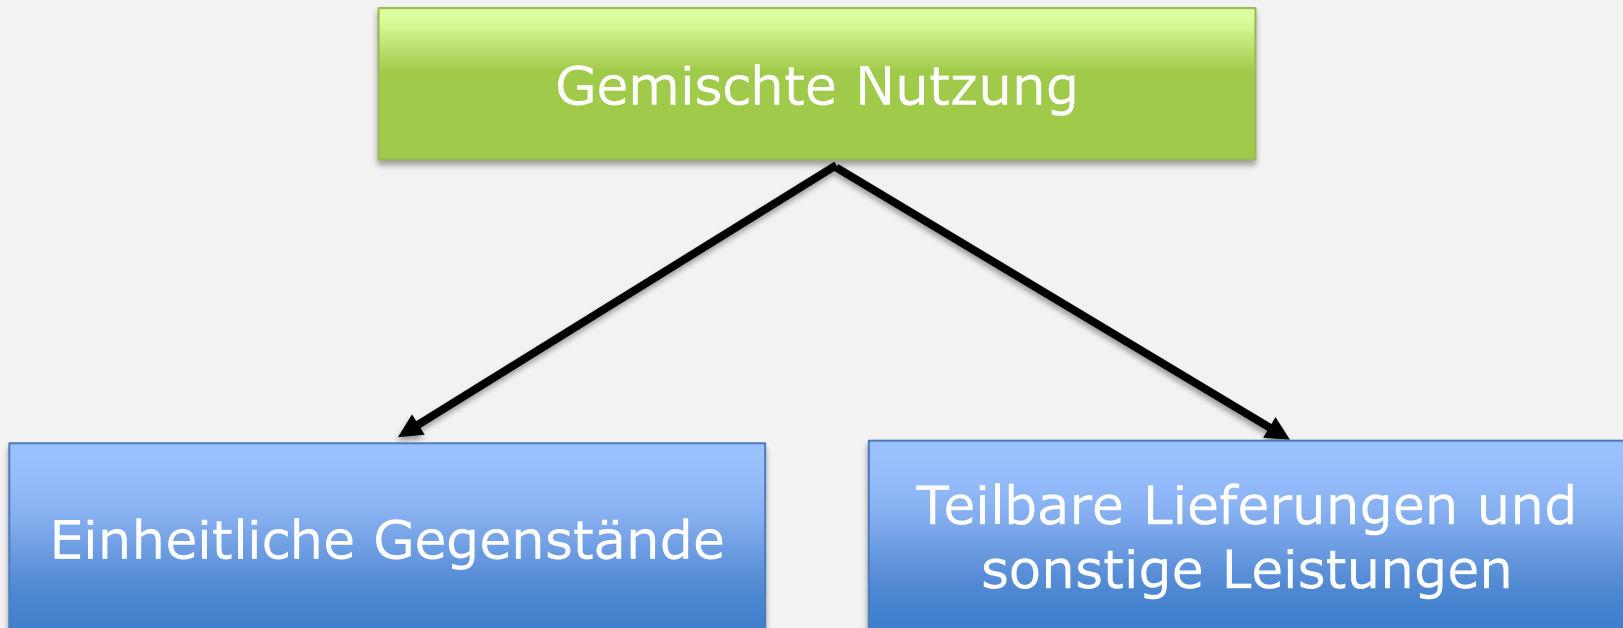 Gemischte Nutzung
Einheitliche Gegenstände
Teilbare Lieferungen und
sonstige Leistungen